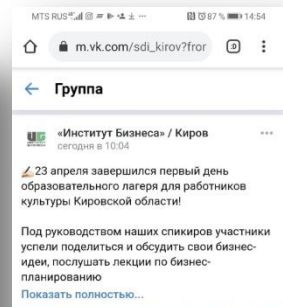 MTS RUS 87 % 14:54
m.vk.com/sdi_kirov?fror
Группа
«Институт Бизнеса» / Киров
сегодня в 10:04
✍23 апреля завершился первый день
образовательного лагеря для работников
культуры Кировской области!
Под руководством наших спикиров участники
успели поделиться и обсудить свои бизнес-
идеи, послушать лекции по бизнес-
планированию
Показать полностью...